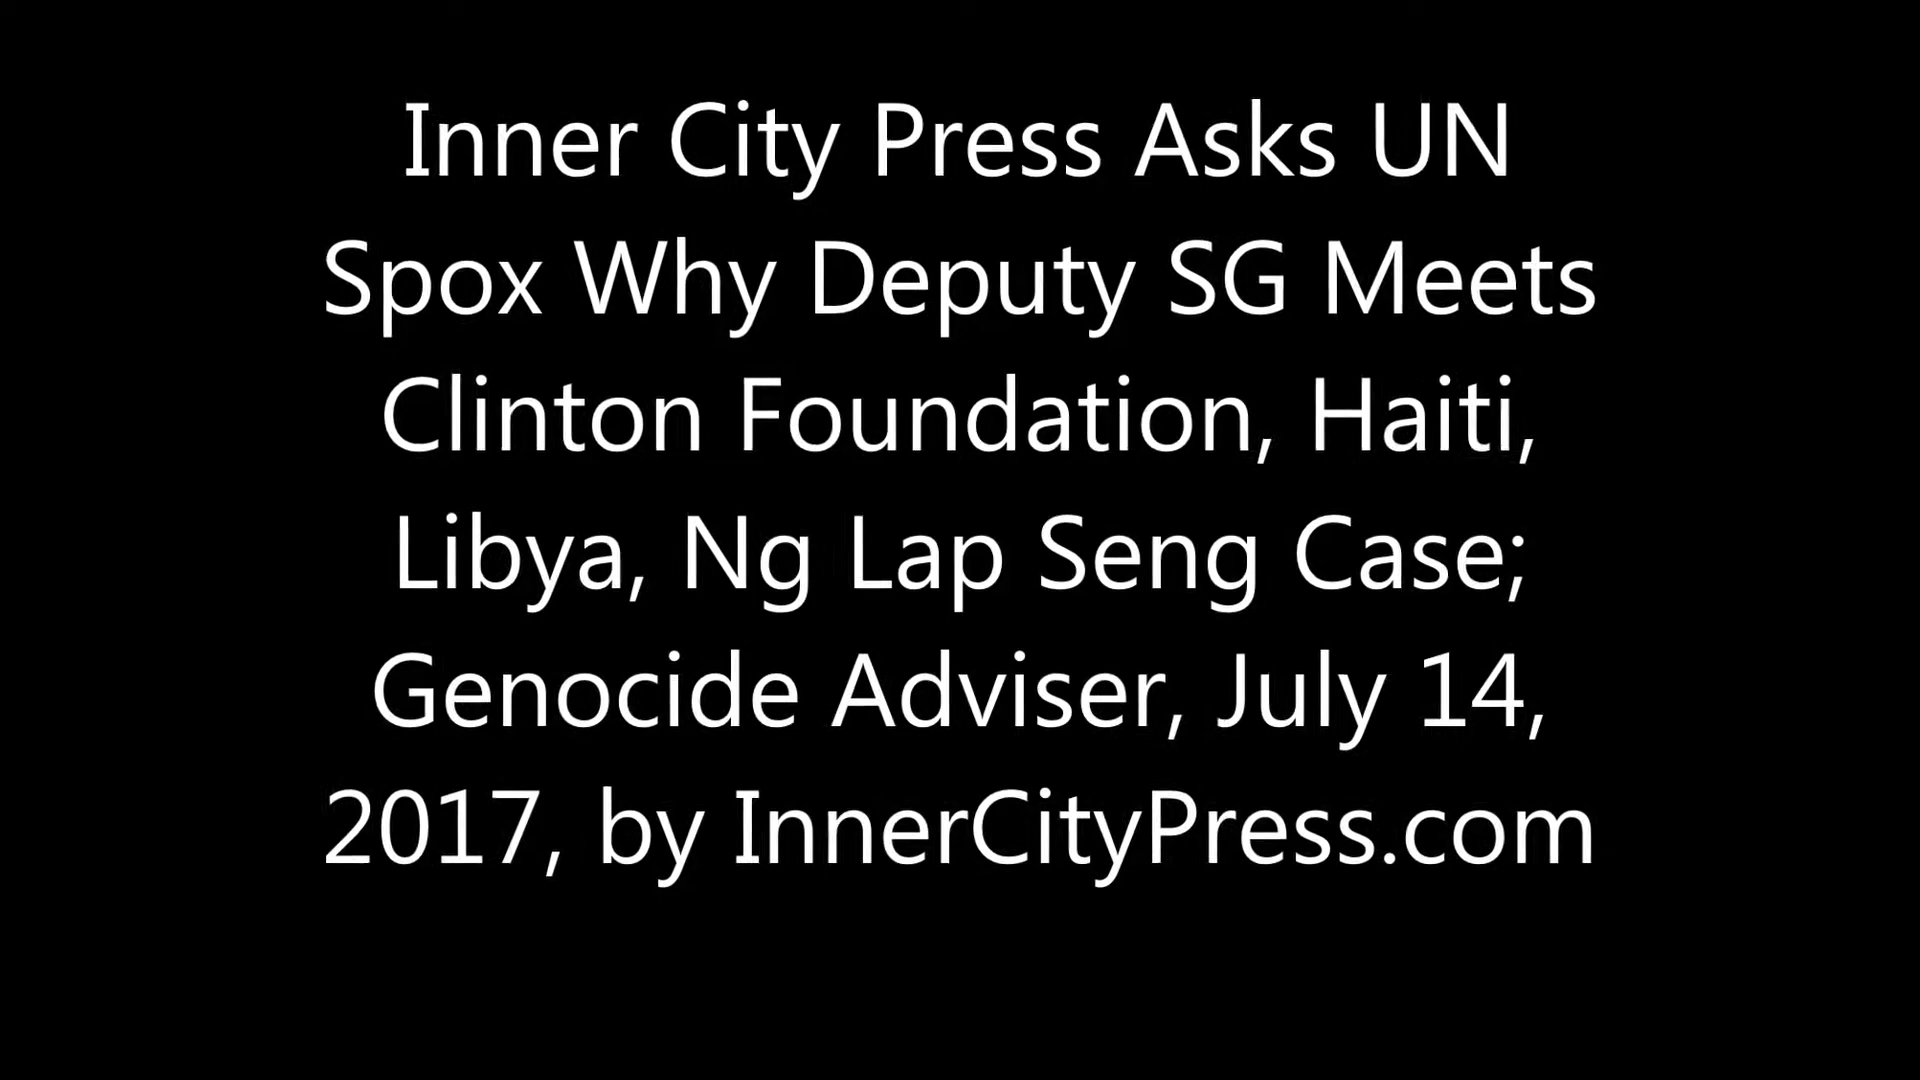 Inner City Press Asks UN
Spox Why Deputy SG Meets
Clinton Foundation, Haiti,
Libya, Ng Lap Seng Case;
Genocide Adviser, July 14,
2017, by InnerCityPress.com